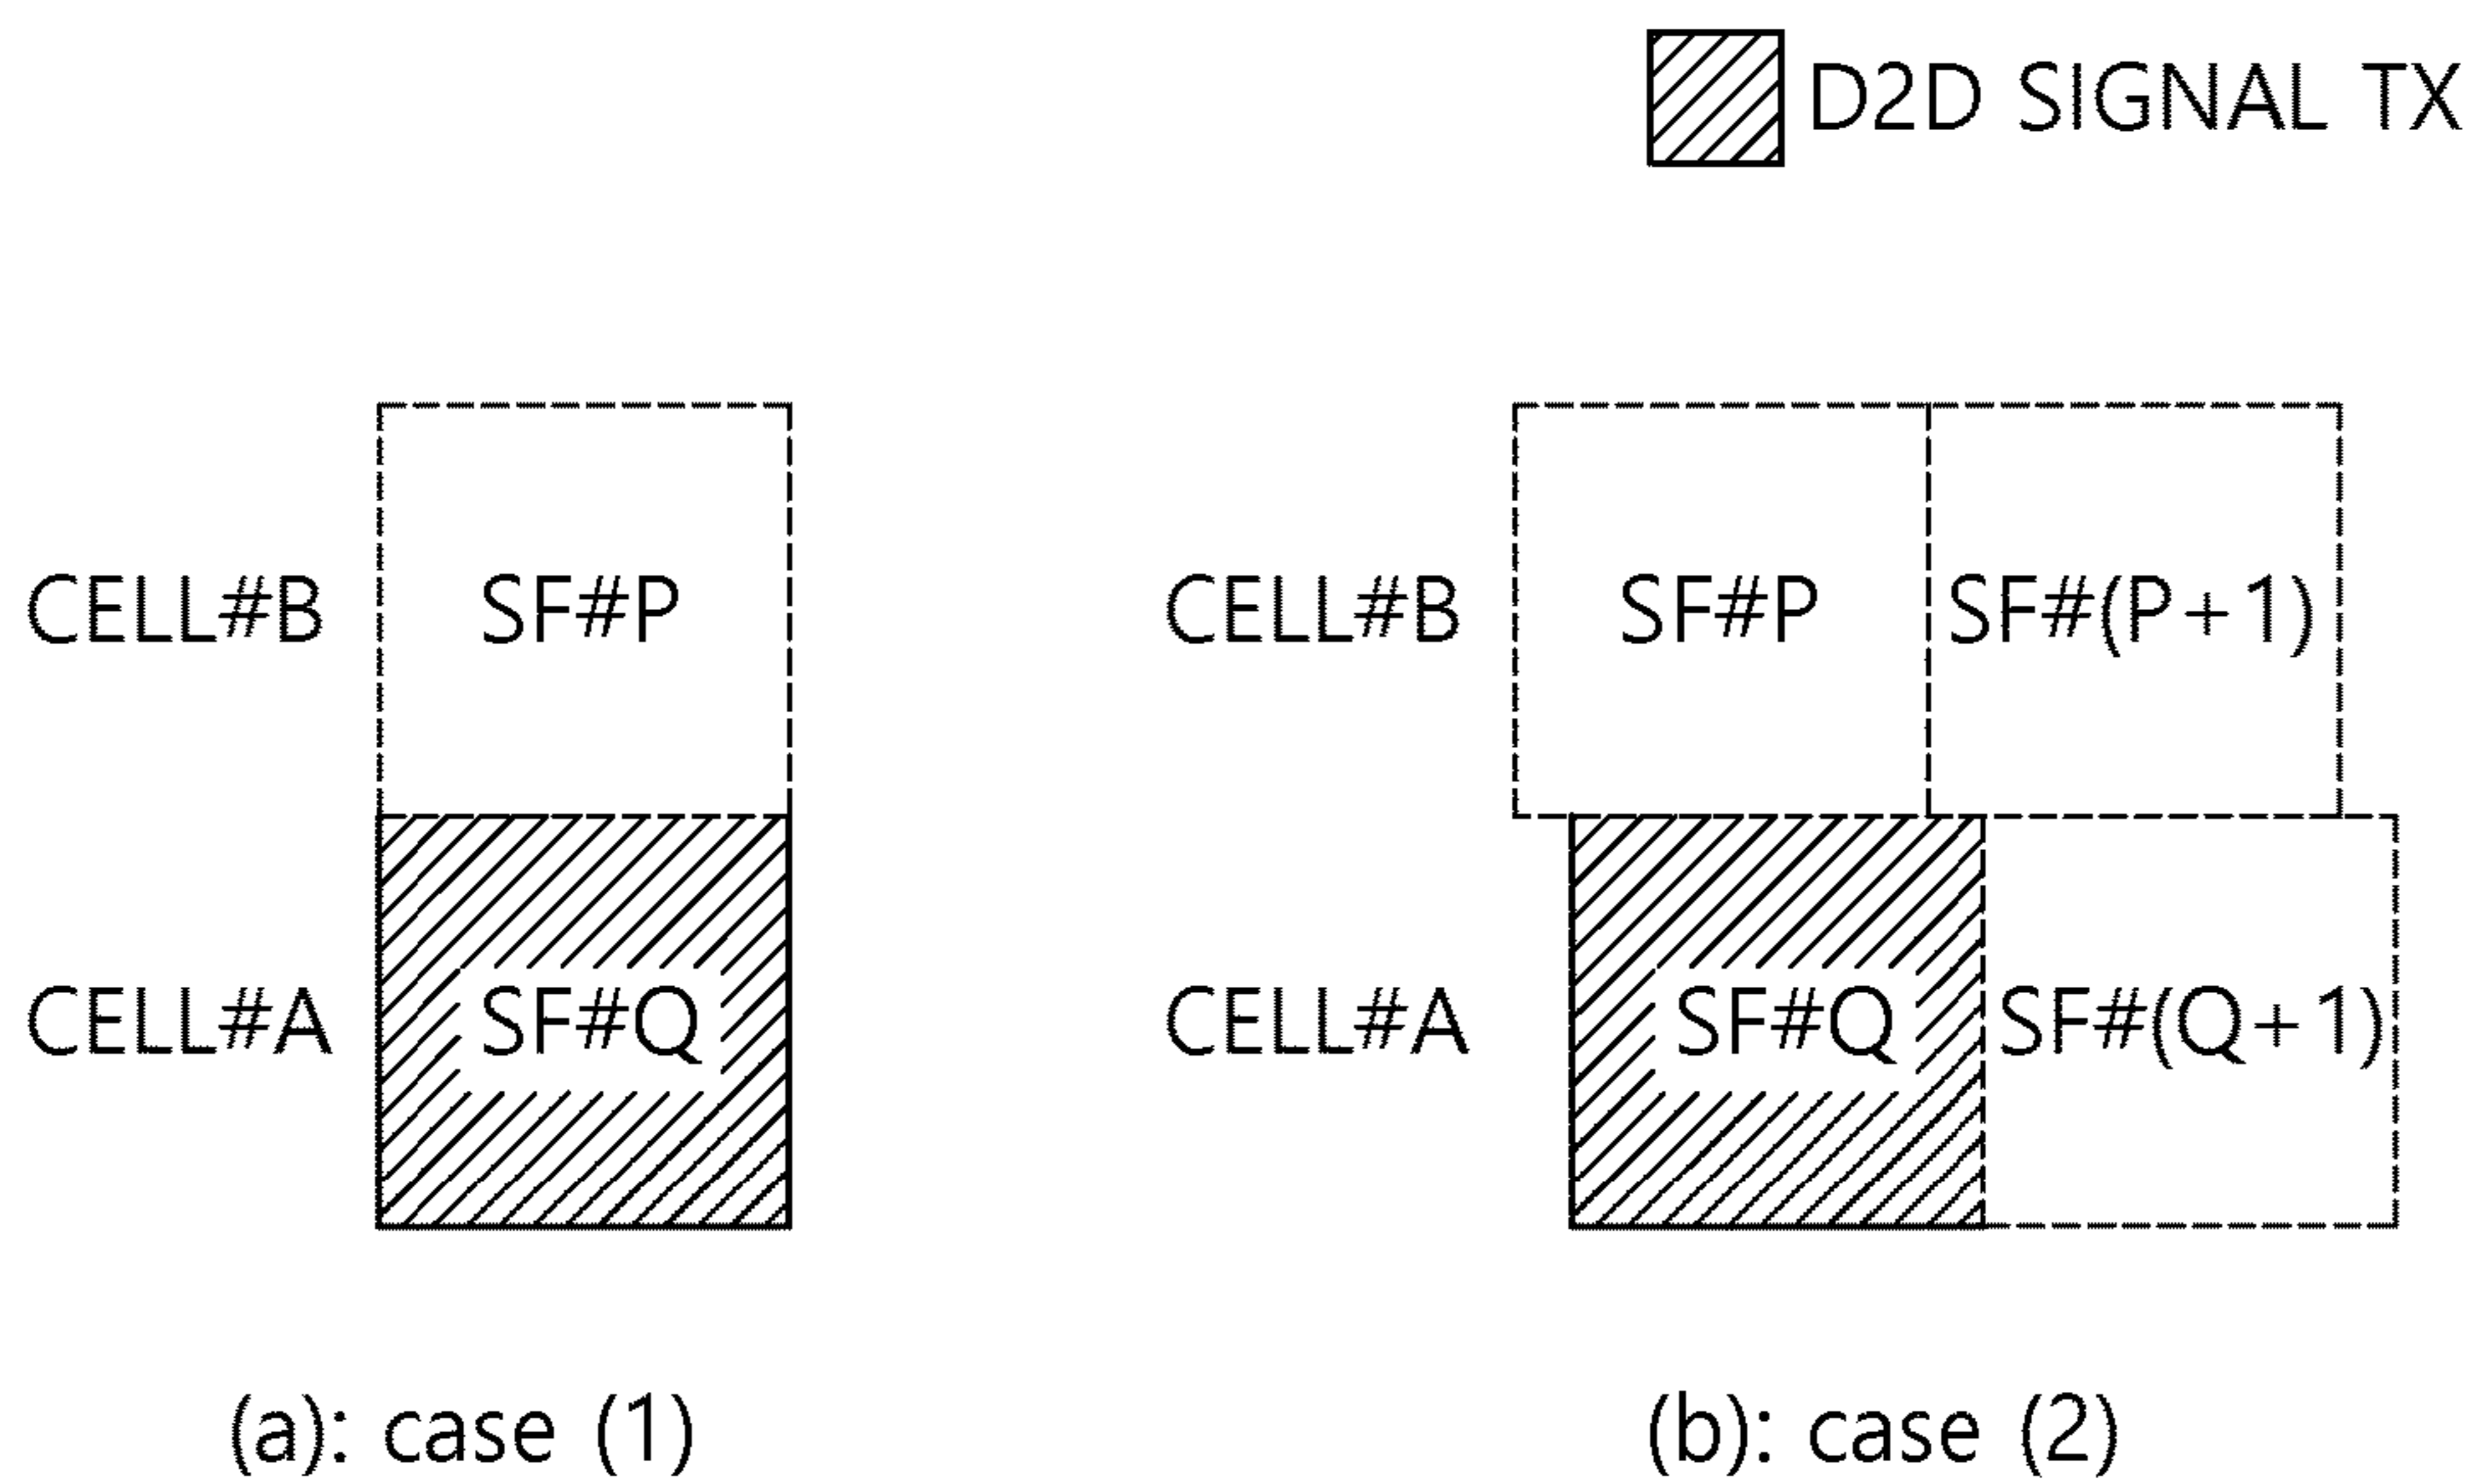 D2D SIGNAL TX
CELL#B
SF#P
CELL#A
SF#Q
(a): case (1)
CELL#B
SF#P
SF#(P+1)
CELL#A
SF#Q
SF#(Q+1)
(b): case (2)